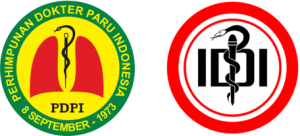 PERHIMPUNAN DOKTER PARU INDONESIA
PDPI
8 SEPTEMBER - 1973
IDI